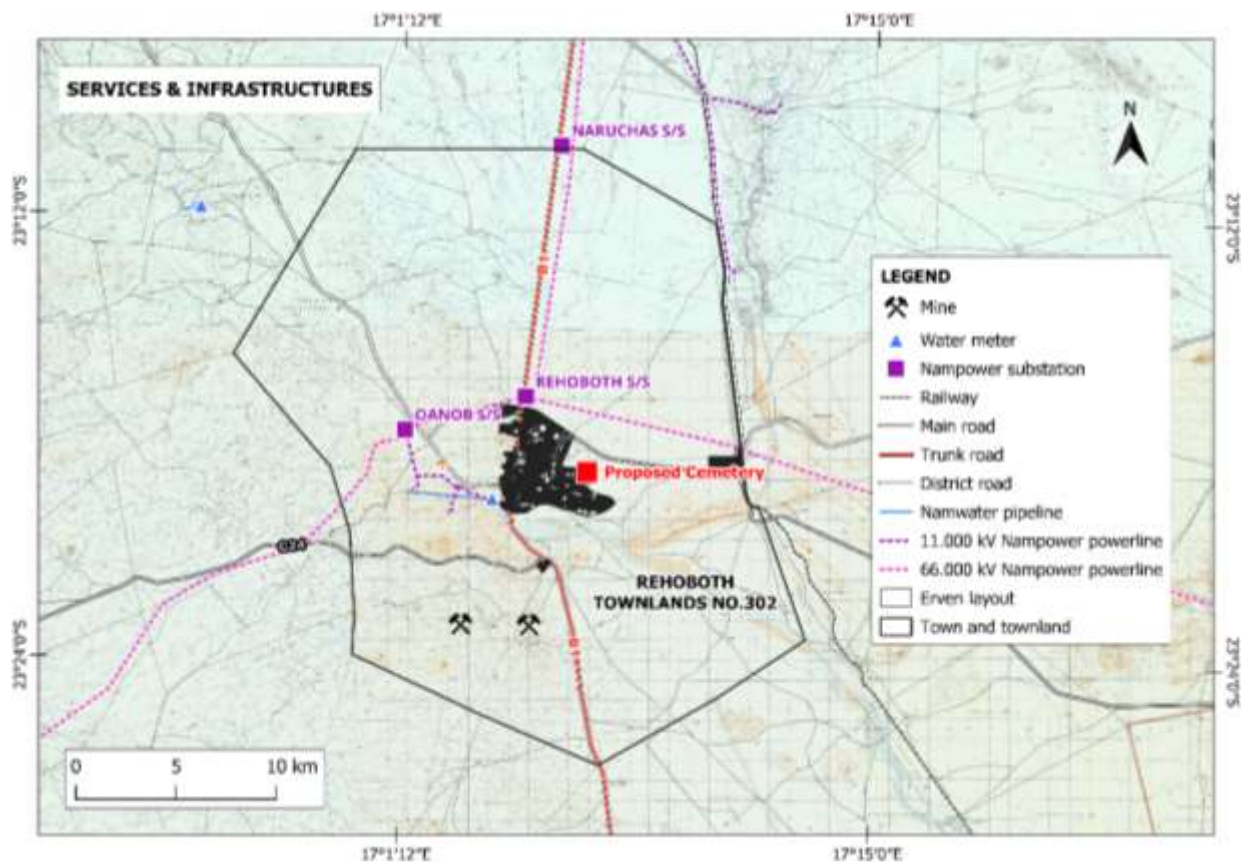 17°1'12"E
17°15'0"E
SERVICES & INFRASTRUCTURES
N
NARUCHAS S/S
23°12'0"S
23°12'0"S
B1
LEGEND
Mine
Water meter
Nampower substation
Railway
Main road
Trunk road
District road
Namwater pipeline
11.000 kV Nampower powerline
66.000 kV Nampower powerline
Erven layout
Town and townland
REHOBOTH S/S
OANOB S/S
Proposed Cemetery
C24
REHOBOTH
TOWNLANDS NO.302
B1
23°24'0"S
23°24'0"S
0 5 10 km
17°1'12"E
17°15'0"E